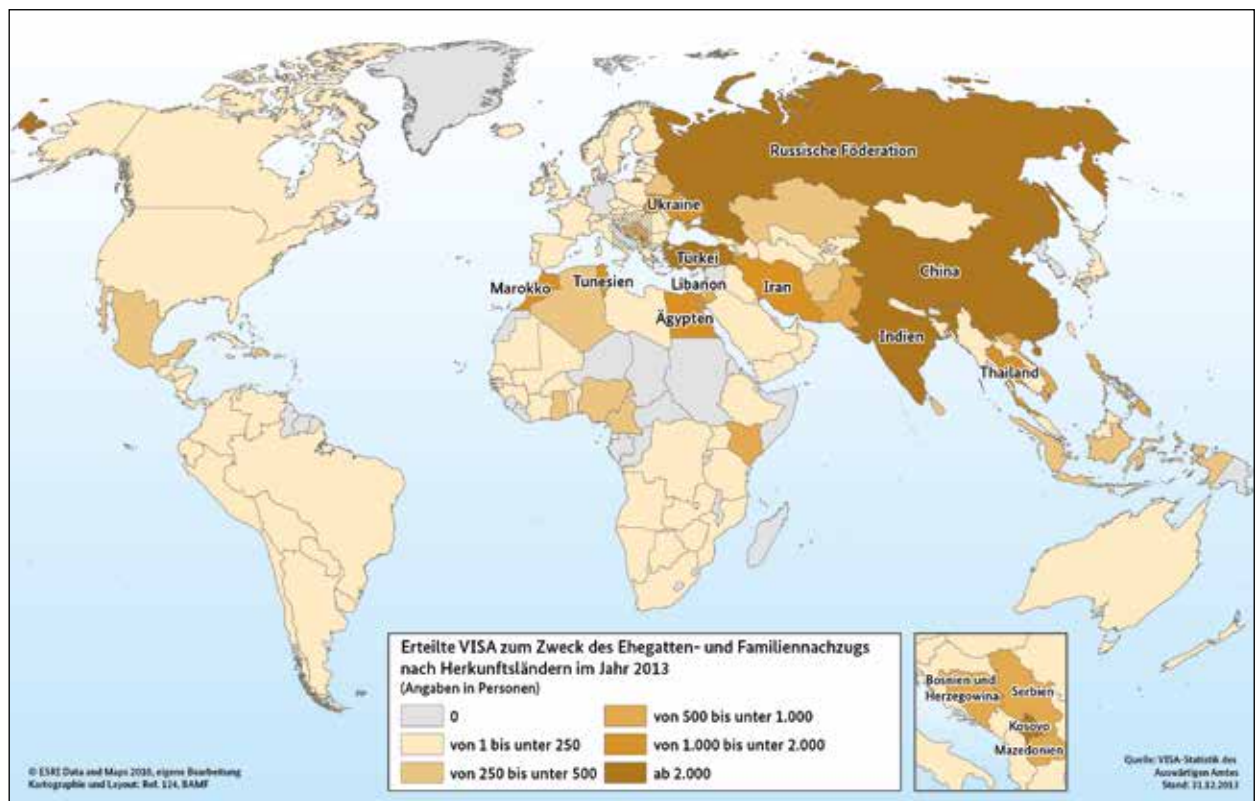 Russische Föderation
Ukraine
Türkei
China
Marokko
Tunesien
Libanon
Iran
Ägypten
Indien
Thailand
Erteilte VISA zum Zweck des Ehegatten- und Familiennachzugs
nach Herkunftsländern im Jahr 2013
(Angaben in Personen)
0
von 500 bis unter 1.000
von 1 bis unter 250
von 1.000 bis unter 2.000
von 250 bis unter 500
ab 2.000
Bosnien und
Herzegowina
Serbien
Kosovo
Mazedonien
© ESRI Data and Maps 2010, eigene Bearbeitung
Kartographie und Layout: Ref. 124, BAMF
Quelle: VISA-Statistik des
Auswärtigen Amtes
Stand: 31.12.2013